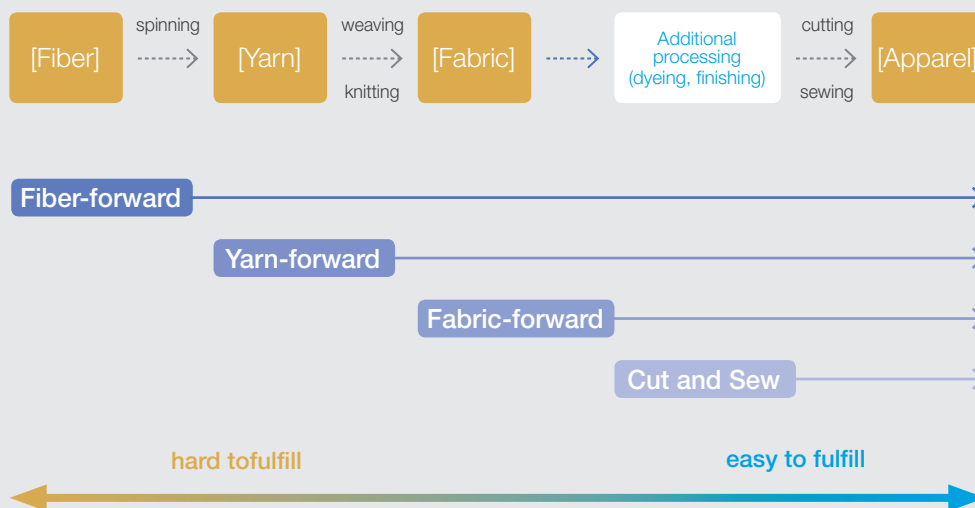 spinning
weaving
cutting
[Fiber]
[Yarn]
[Fabric]
Additional
processing
(dyeing, finishing)
[Apparel]
knitting
sewing
Fiber-forward
Yarn-forward
Fabric-forward
Cut and Sew
hard tofulfill
easy to fulfill